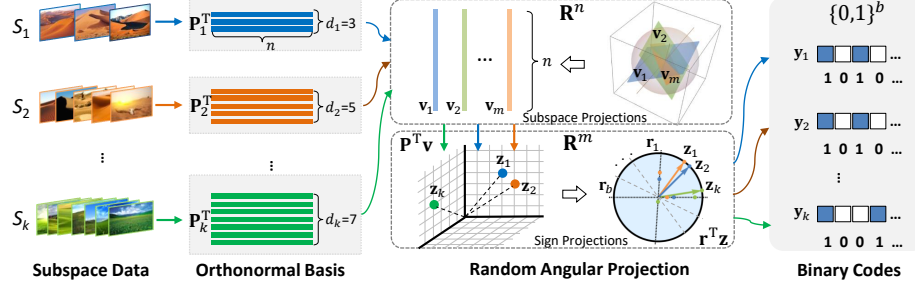 S₁
P₁ᵀ
d₁=3
n
S₂
P₂ᵀ
d₂=5
⋮
⋮
Sₖ
Pₖᵀ
dₖ=7
Subspace Data
Orthonormal Basis
Rⁿ
...
n
v₁ v₂ vₘ
v₂
v₁ vₘ
Subspace Projections
Pᵀv
Rᵐ
z₁
z₂
zₖ
r₁
z₁
z₂
zₖ
r_b
. . .
rᵀz
Sign Projections
Random Angular Projection
{0,1}ᵇ
y₁ ...
1 0 1 0 ...
y₂ ...
1 0 1 0 ...
⋮
yₖ ...
1 0 0 1 ...
Binary Codes